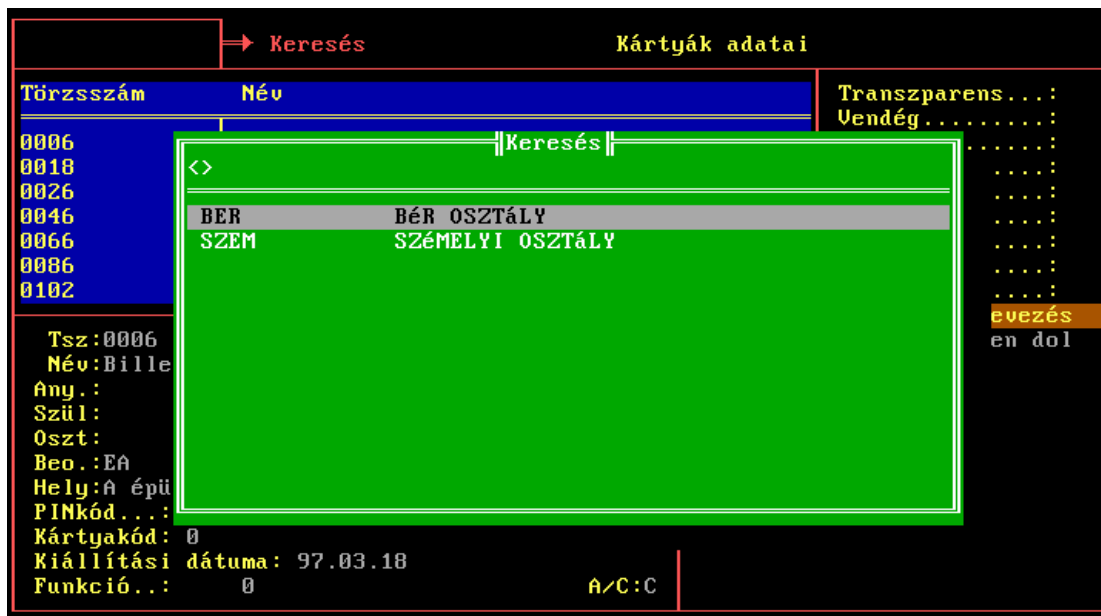 Keresés Kártyák adatai
Törzsszám Név Transzparens...:
Vendég.........:
0006 Keresés ......:
0018 <> ....:
0026 ....:
0046 BER BéR OSZTáLY ....:
0066 SZEM SZéMELYI OSZTáLY ....:
0086 ....:
0102 ....:
evezés
Tsz:0006 en dol
Név:Bille
Any.:
Szül:
Oszt:
Beo.:EA
Hely:A épü
PINkód...:
Kártyakód: 0
Kiállítási dátuma: 97.03.18
Funkció..: 0 A/C:C